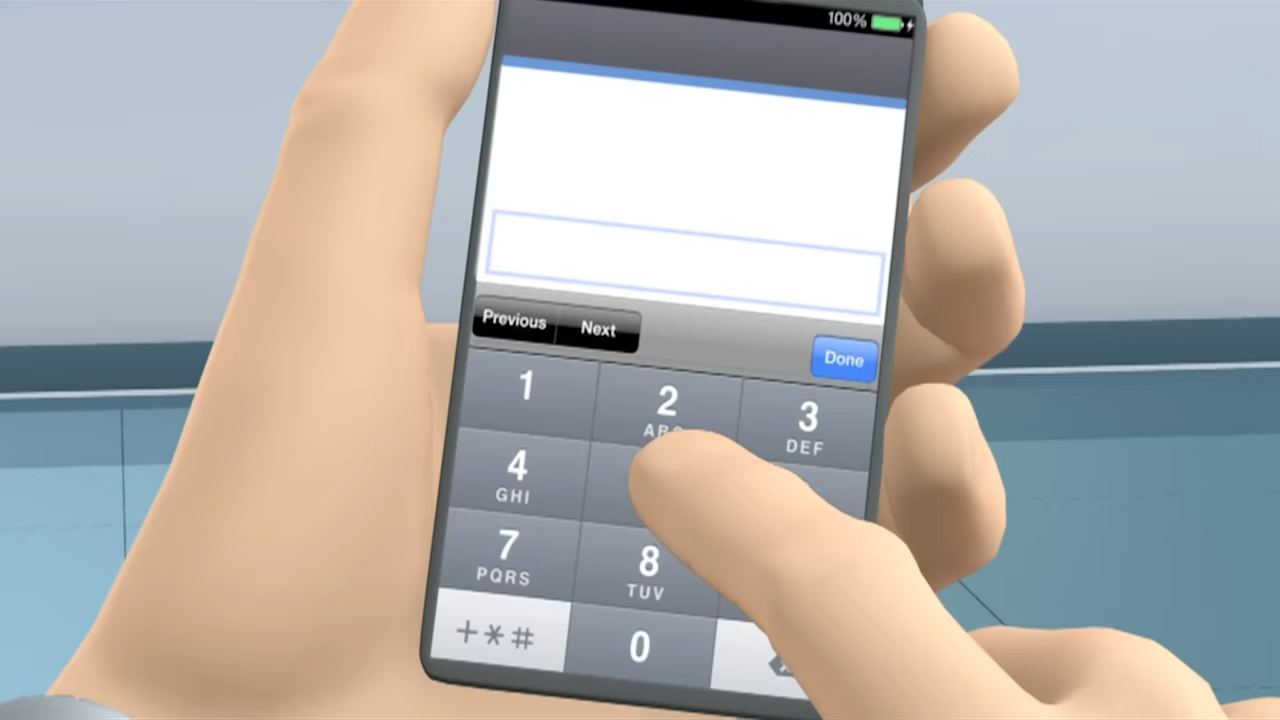 100%
Previous Next
Done
1
2
3
DEF
4
GHI
7
PQRS
8
TUV
+*#
0